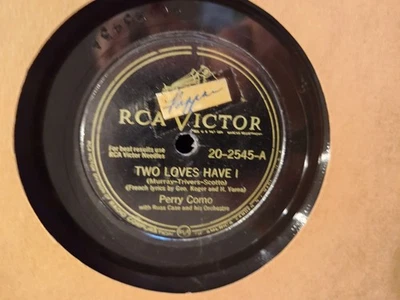 RCA VICTOR
For best results use
RCA Victor Needles
20-2545-A
TWO LOVES HAVE I
(Murray-Trivers-Scotto)
(French lyrics by Geo. Koger and H. Varna)
Perry Como
with Russ Case and his Orchestra